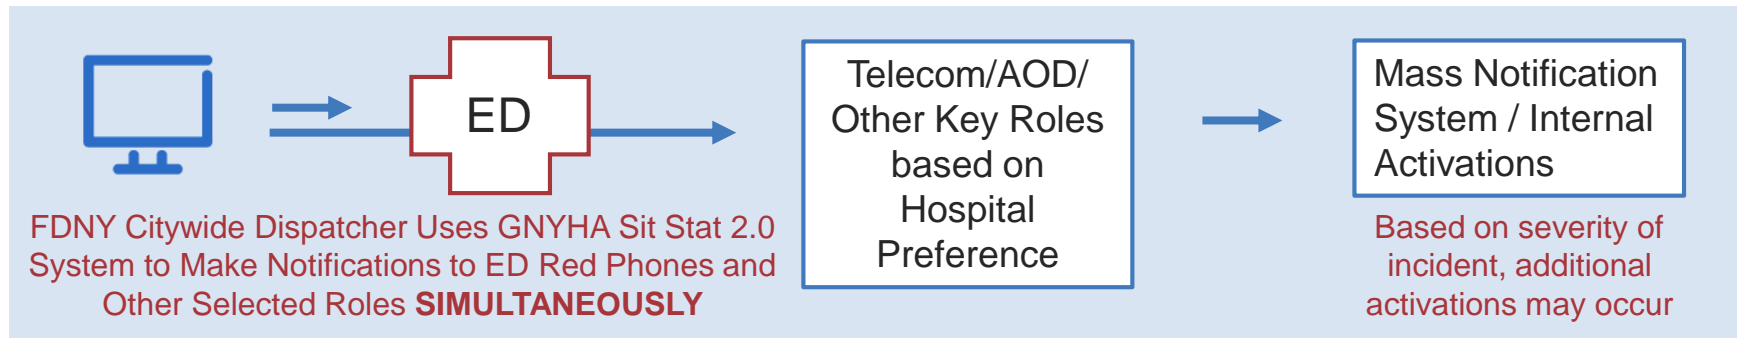 ED
FDNY Citywide Dispatcher Uses GNYHA Sit Stat 2.0
System to Make Notifications to ED Red Phones and
Other Selected Roles SIMULTANEOUSLY
Telecom/AOD/
Other Key Roles
based on
Hospital
Preference
Mass Notification
System / Internal
Activations
Based on severity of
incident, additional
activations may occur